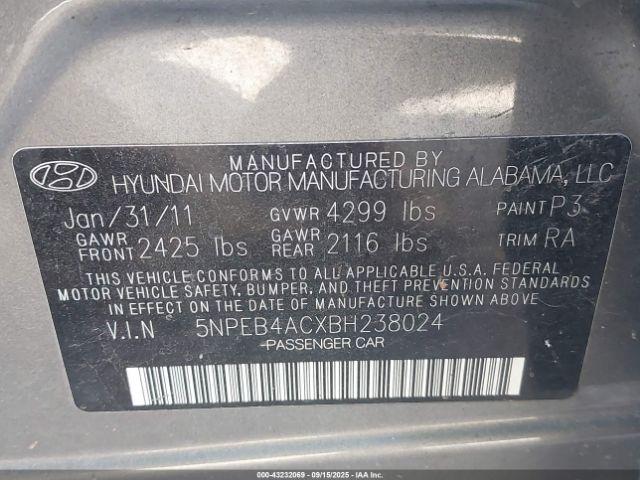 MANUFACTURED BY
HYUNDAI MOTOR MANUFACTURING ALABAMA, LLC
Jan/31/11 GVWR 4299 lbs PAINT P3
GAWR FRONT 2425 lbs GAWR REAR 2116 lbs TRIM RA
THIS VEHICLE CONFORMS TO ALL APPLICABLE U.S.A. FEDERAL
MOTOR VEHICLE SAFETY, BUMPER, AND THEFT PREVENTION STANDARDS
IN EFFECT ON THE DATE OF MANUFACTURE SHOWN ABOVE.
V.I.N 5NPEB4ACXBH238024
-PASSENGER CAR
000-43232069 - 09/15/2025 - IAAI.COM